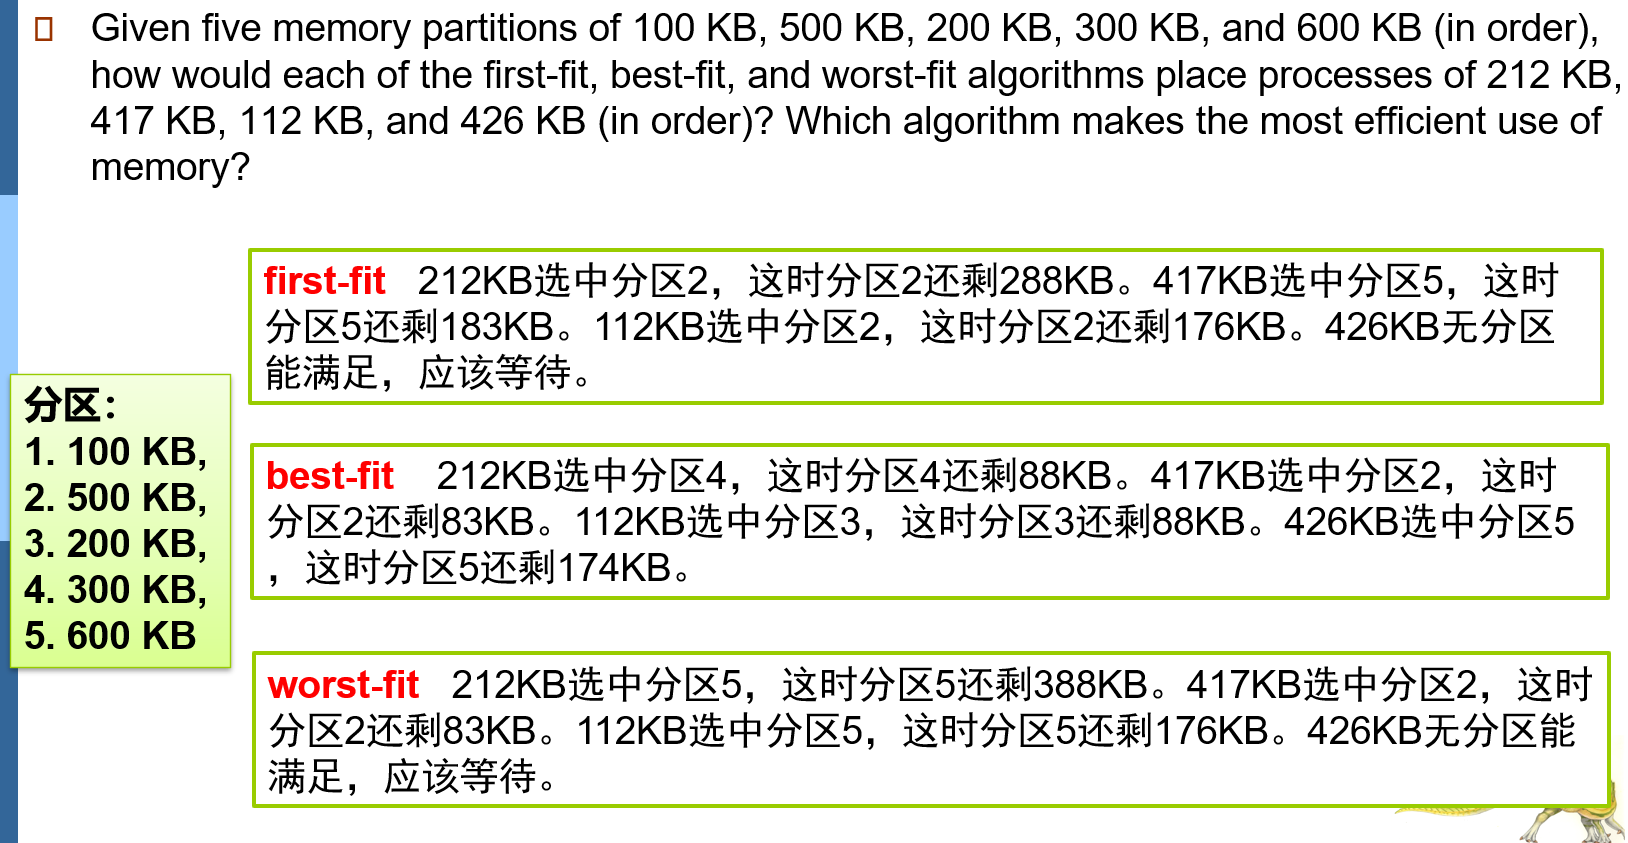 Given five memory partitions of 100 KB, 500 KB, 200 KB, 300 KB, and 600 KB (in order),
how would each of the first-fit, best-fit, and worst-fit algorithms place processes of 212 KB,
417 KB, 112 KB, and 426 KB (in order)? Which algorithm makes the most efficient use of
memory?
first-fit 212KB选中分区2，这时分区2还剩288KB。417KB选中分区5，这时
分区5还剩183KB。112KB选中分区2，这时分区2还剩176KB。426KB无分区
能满足，应该等待。
分区：
1. 100 KB,
2. 500 KB,
3. 200 KB,
4. 300 KB,
5. 600 KB
best-fit 212KB选中分区4，这时分区4还剩88KB。417KB选中分区2，这时
分区2还剩83KB。112KB选中分区3，这时分区3还剩88KB。426KB选中分区5
，这时分区5还剩174KB。
worst-fit 212KB选中分区5，这时分区5还剩388KB。417KB选中分区2，这时
分区2还剩83KB。112KB选中分区5，这时分区5还剩176KB。426KB无分区能
满足，应该等待。